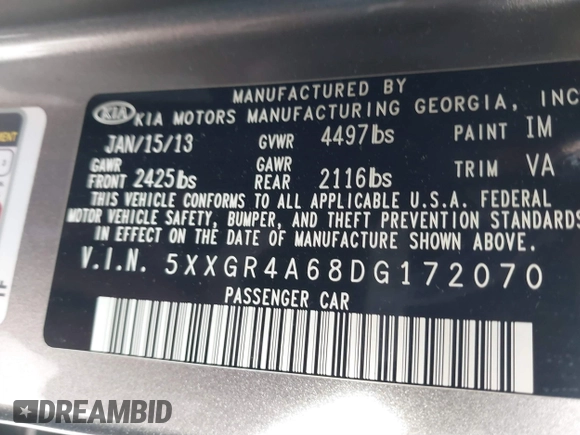 MANUFACTURED BY
KIA KIA MOTORS MANUFACTURING GEORGIA, INC
JAN/15/13 GVWR 4497lbs PAINT IM
GAWR FRONT 2425lbs GAWR REAR 2116lbs TRIM VA
THIS VEHICLE CONFORMS TO ALL APPLICABLE U.S.A. FEDERAL
MOTOR VEHICLE SAFETY, BUMPER, AND THEFT PREVENTION STANDARDS
IN EFFECT ON THE DATE OF MANUFACTURE SHOWN ABOVE.
V.I.N. 5XXGR4A68DG172070
PASSENGER CAR
DREAMBID